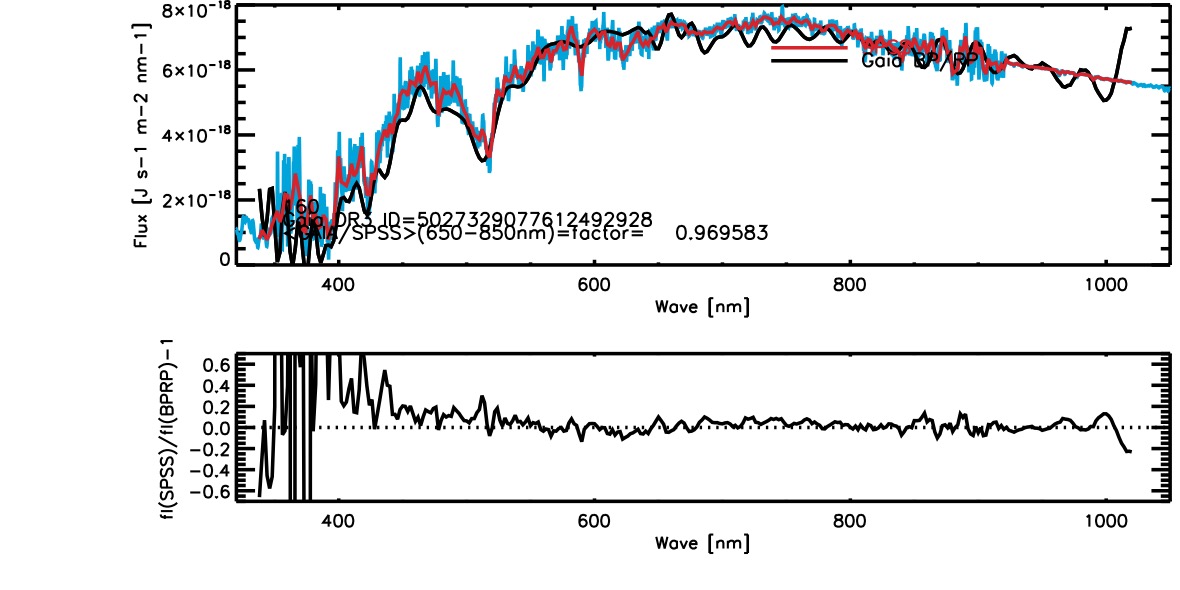 8×10−18
6×10−18
4×10−18
2×10−18
0
Flux [J s−1 m−2 nm−1]
Gaia BP/RP
60
Gaia DR3 ID=5027329077612492928
<GAIA/SPSS>(650−850nm)=factor= 0.969583
400 600 800 1000
Wave [nm]
fl(SPSS)/fl(BPRP)−1
0.6
0.4
0.2
0.0
−0.2
−0.4
−0.6
400 600 800 1000
Wave [nm]